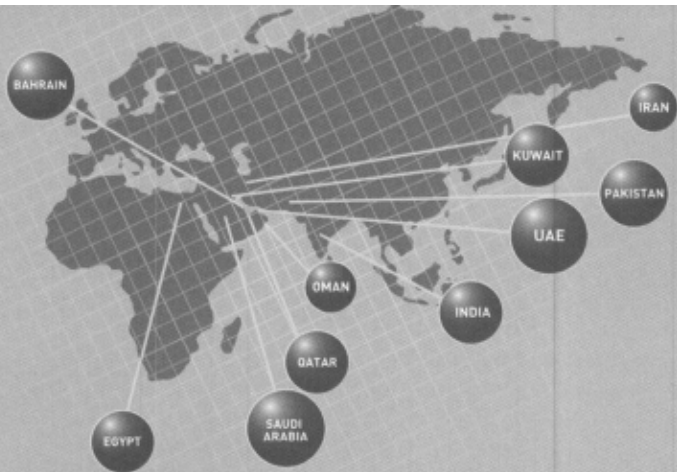 BAHRAIN
IRAN
KUWAIT
PAKISTAN
UAE
OMAN
INDIA
QATAR
SAUDI
ARABIA
EGYPT